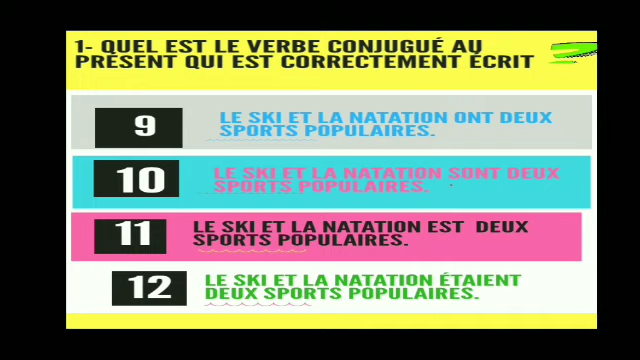 1- QUEL EST LE VERBE CONJUGUÉ AU
PRÉSENT QUI EST CORRECTEMENT ÉCRIT
9
LE SKI ET LA NATATION ONT DEUX
SPORTS POPULAIRES.
10
LE SKI ET LA NATATION SONT DEUX
SPORTS POPULAIRES.
11
LE SKI ET LA NATATION EST DEUX
SPORTS POPULAIRES.
12
LE SKI ET LA NATATION ÉTAIENT
DEUX SPORTS POPULAIRES.